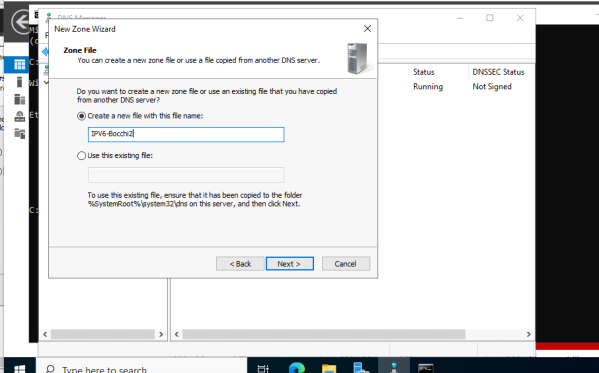 DNS Manager
New Zone Wizard
Zone File
You can create a new zone file or use a file copied from another DNS server.
Do you want to create a new zone file or use an existing file that you have copied
from another DNS server?
Create a new file with this file name:
IPV6-Bocchi2
Use this existing file:
To use this existing file, ensure that it has been copied to the folder
%SystemRoot%\system32\dns on this server, and then click Next.
< Back
Next >
Cancel
Status
DNSSEC Status
Running
Not Signed
Type here to search